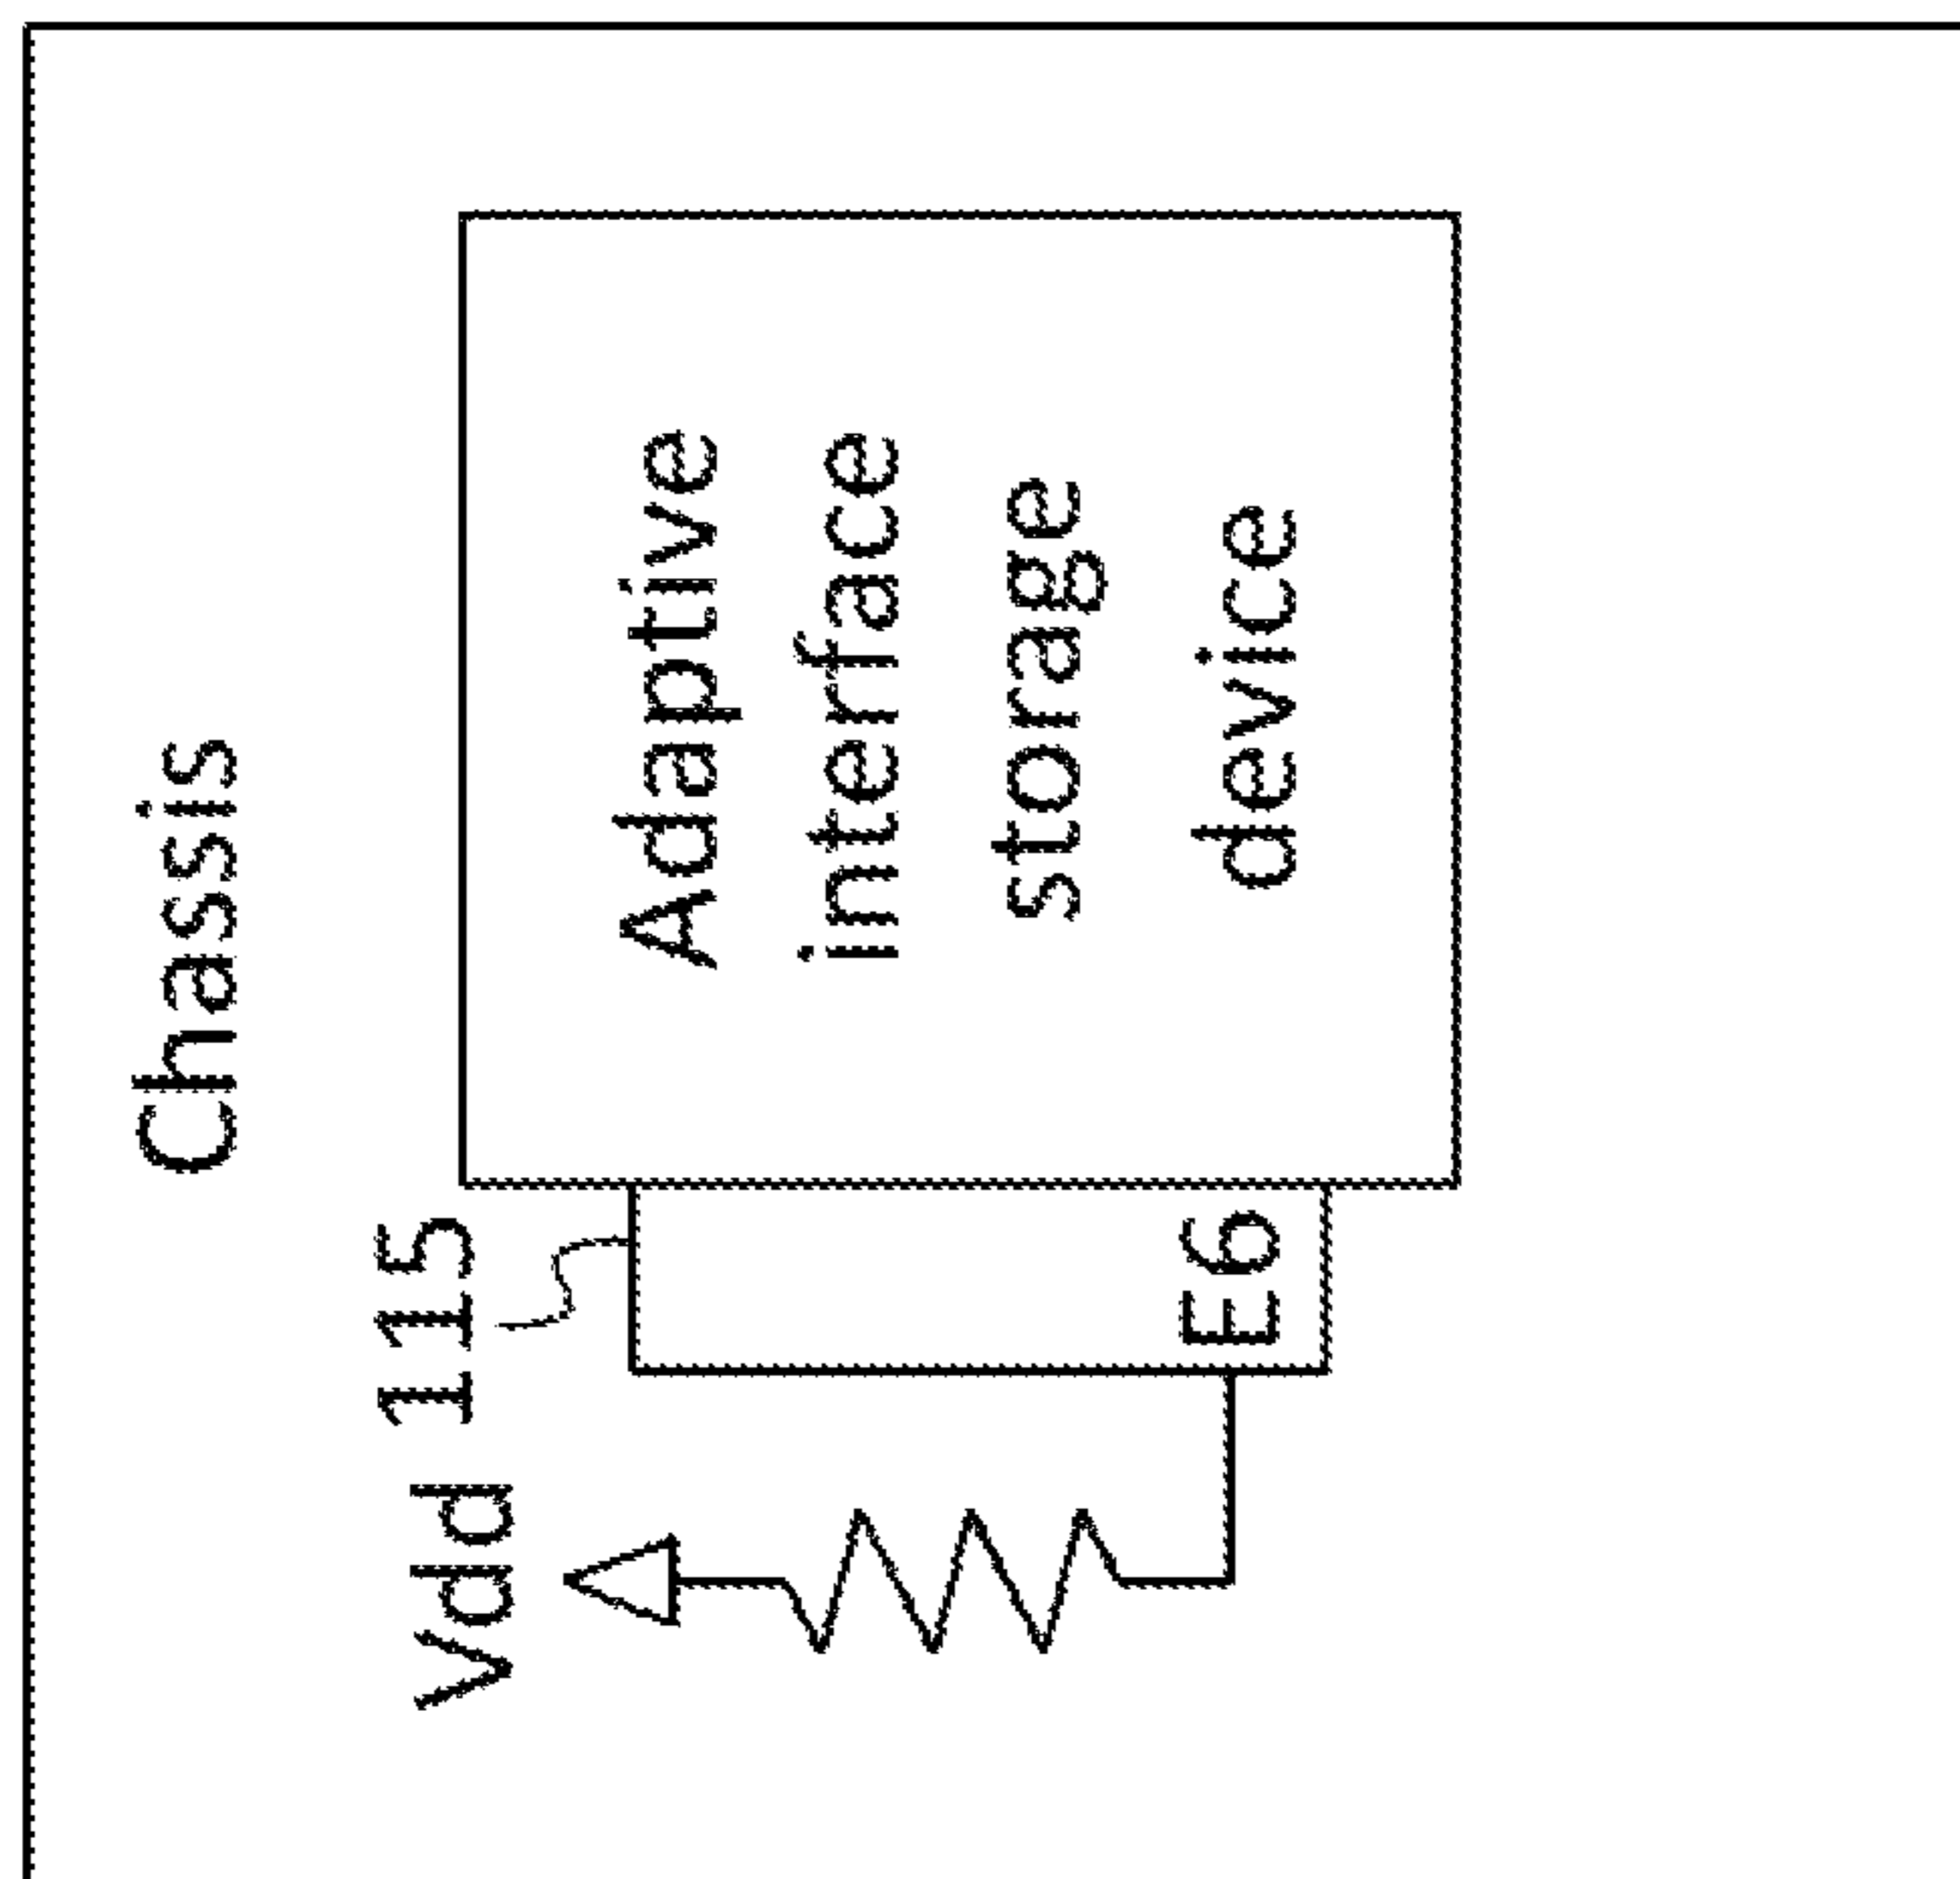 Chassis
Adaptive
interface
storage
device
115
E6
Vdd